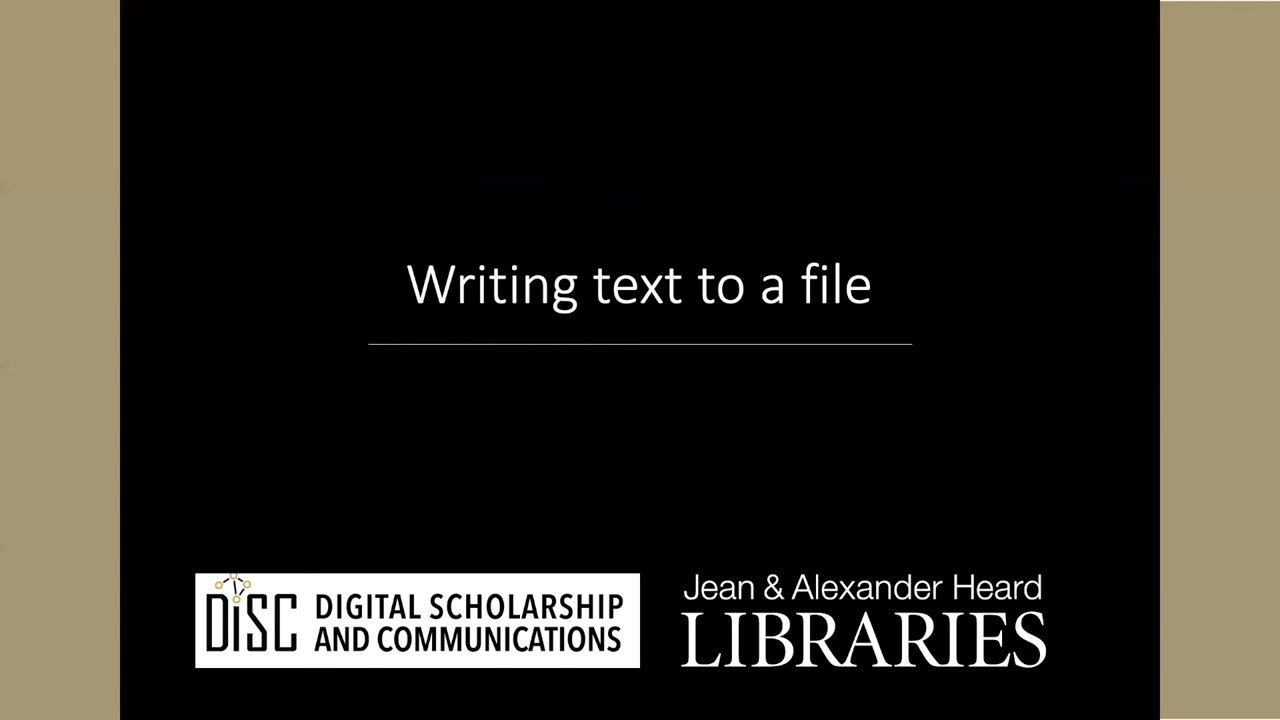 Writing text to a file
DiSC DIGITAL SCHOLARSHIP
AND COMMUNICATIONS
Jean & Alexander Heard
LIBRARIES